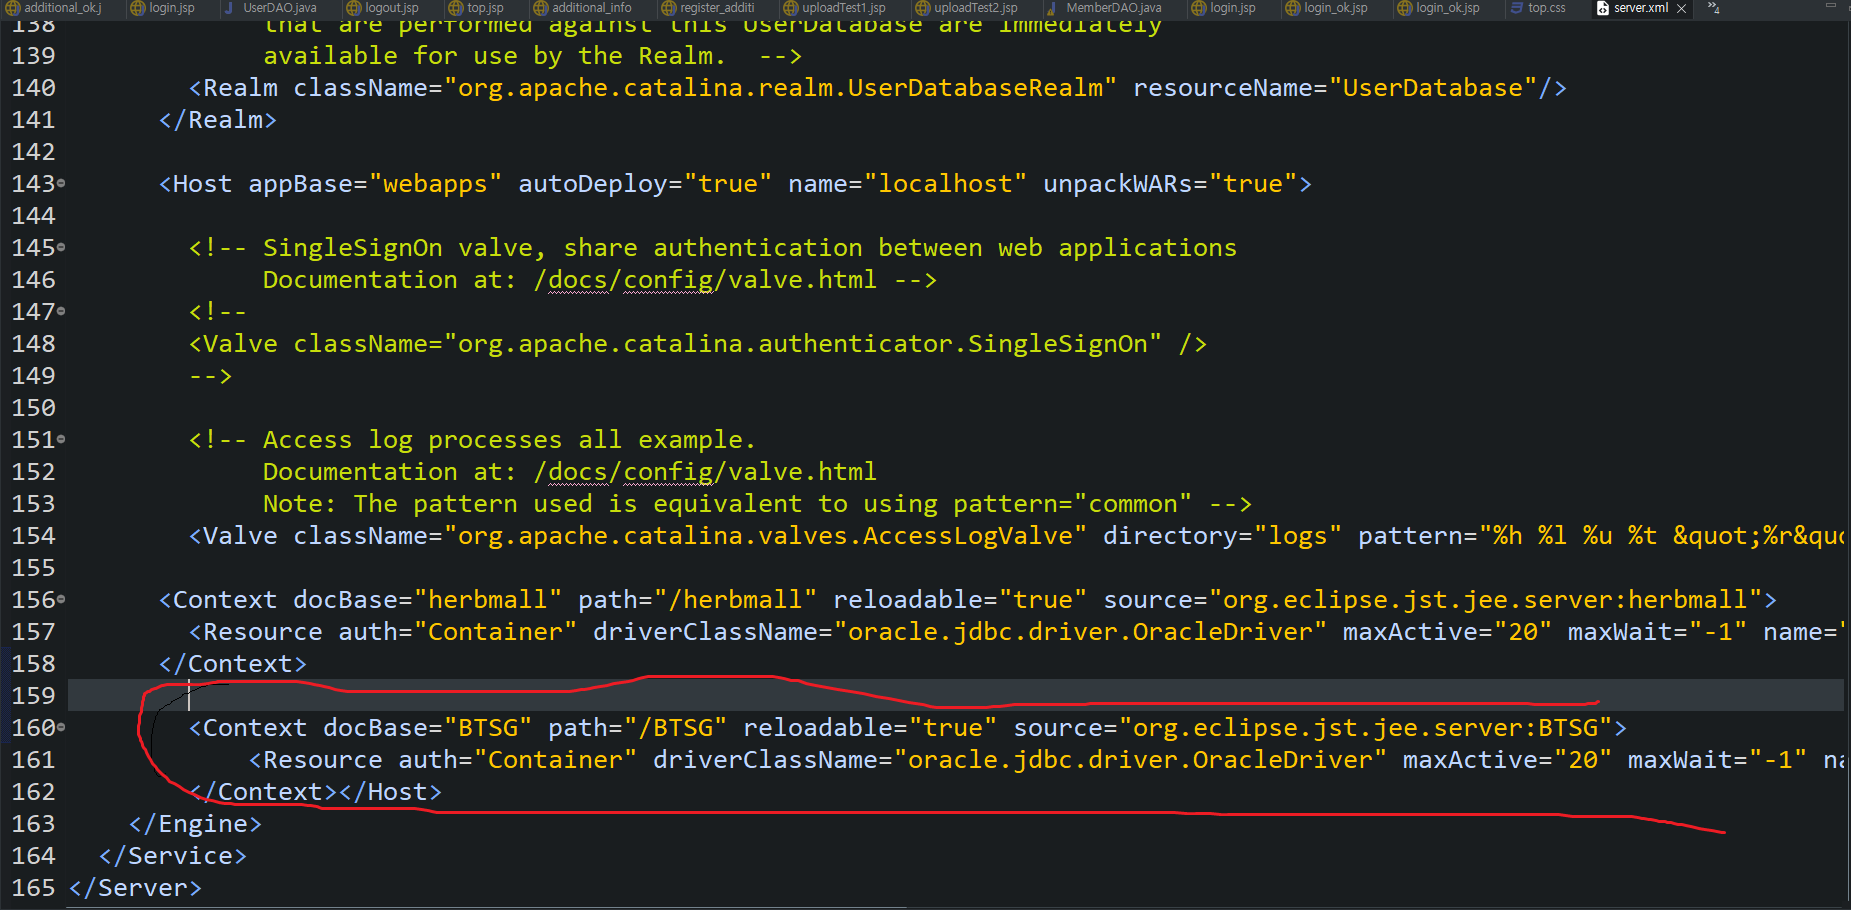 additional_ok.j login.jsp UserDAO.java logout.jsp top.jsp additional_info register_additi uploadTest1.jsp uploadTest2.jsp MemberDAO.java login.jsp login_ok.jsp login_ok.jsp top.css server.xml »4
138 that are performed against this UserDatabase are immediately
139 available for use by the Realm. -->
140 <Realm className="org.apache.catalina.realm.UserDatabaseRealm" resourceName="UserDatabase"/>
141 </Realm>
142
143 <Host appBase="webapps" autoDeploy="true" name="localhost" unpackWARs="true">
144
145 <!-- SingleSignOn valve, share authentication between web applications
146 Documentation at: /docs/config/valve.html -->
147 <!--
148 <Valve className="org.apache.catalina.authenticator.SingleSignOn" />
149 -->
150
151 <!-- Access log processes all example.
152 Documentation at: /docs/config/valve.html
153 Note: The pattern used is equivalent to using pattern="common" -->
154 <Valve className="org.apache.catalina.valves.AccessLogValve" directory="logs" pattern="%h %l %u %t &quot;%r&quo
155
156 <Context docBase="herbmall" path="/herbmall" reloadable="true" source="org.eclipse.jst.jee.server:herbmall">
157 <Resource auth="Container" driverClassName="oracle.jdbc.driver.OracleDriver" maxActive="20" maxWait="-1" name="
158 </Context>
159
160 <Context docBase="BTSG" path="/BTSG" reloadable="true" source="org.eclipse.jst.jee.server:BTSG">
161 <Resource auth="Container" driverClassName="oracle.jdbc.driver.OracleDriver" maxActive="20" maxWait="-1" na
162 </Context></Host>
163 </Engine>
164 </Service>
165 </Server>